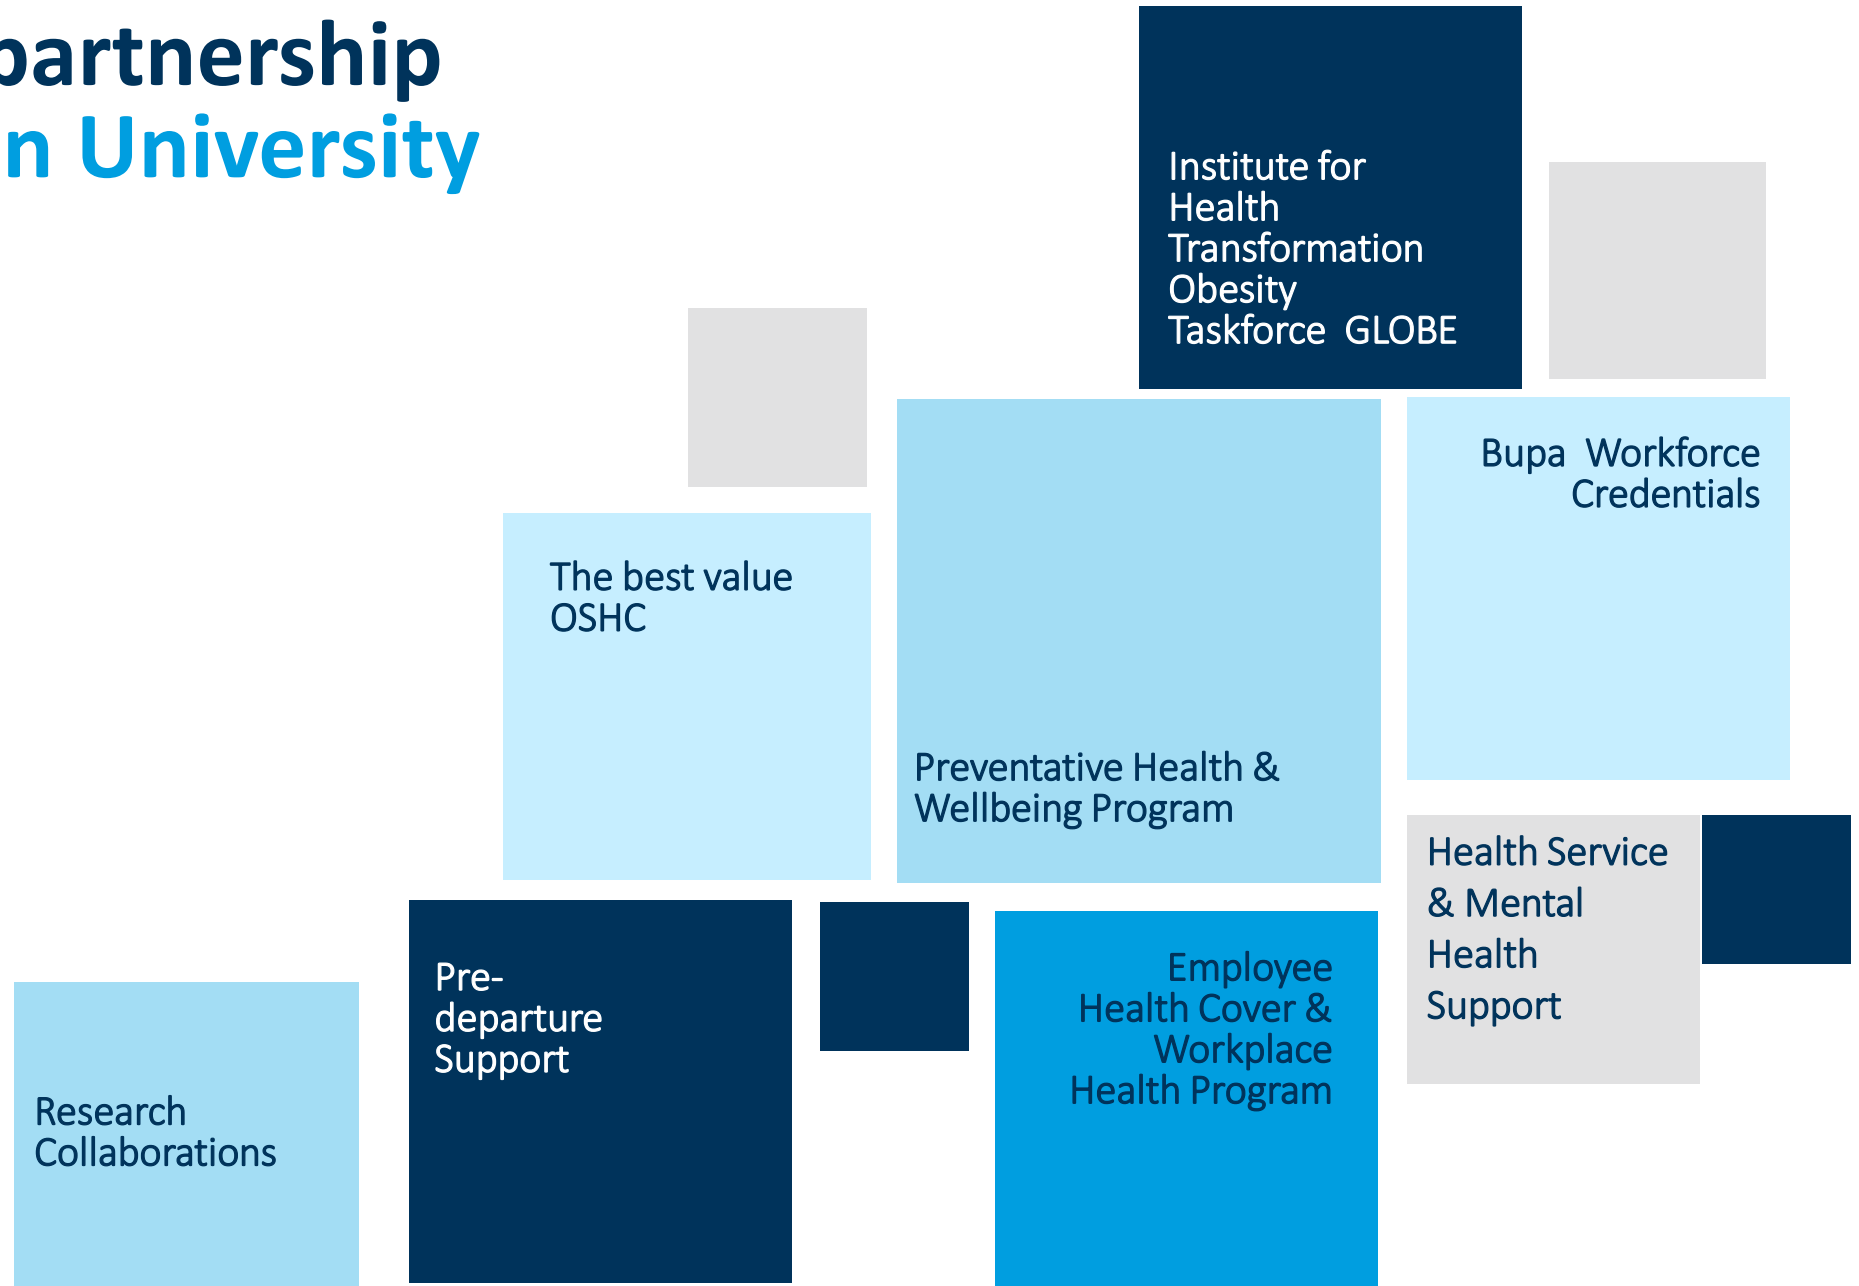 partnership
n University
Institute for
Health
Transformation
Obesity
Taskforce GLOBE
Bupa Workforce
Credentials
The best value
OSHC
Preventative Health &
Wellbeing Program
Health Service
& Mental
Health
Support
Pre-
departure
Support
Employee
Health Cover &
Workplace
Health Program
Research
Collaborations